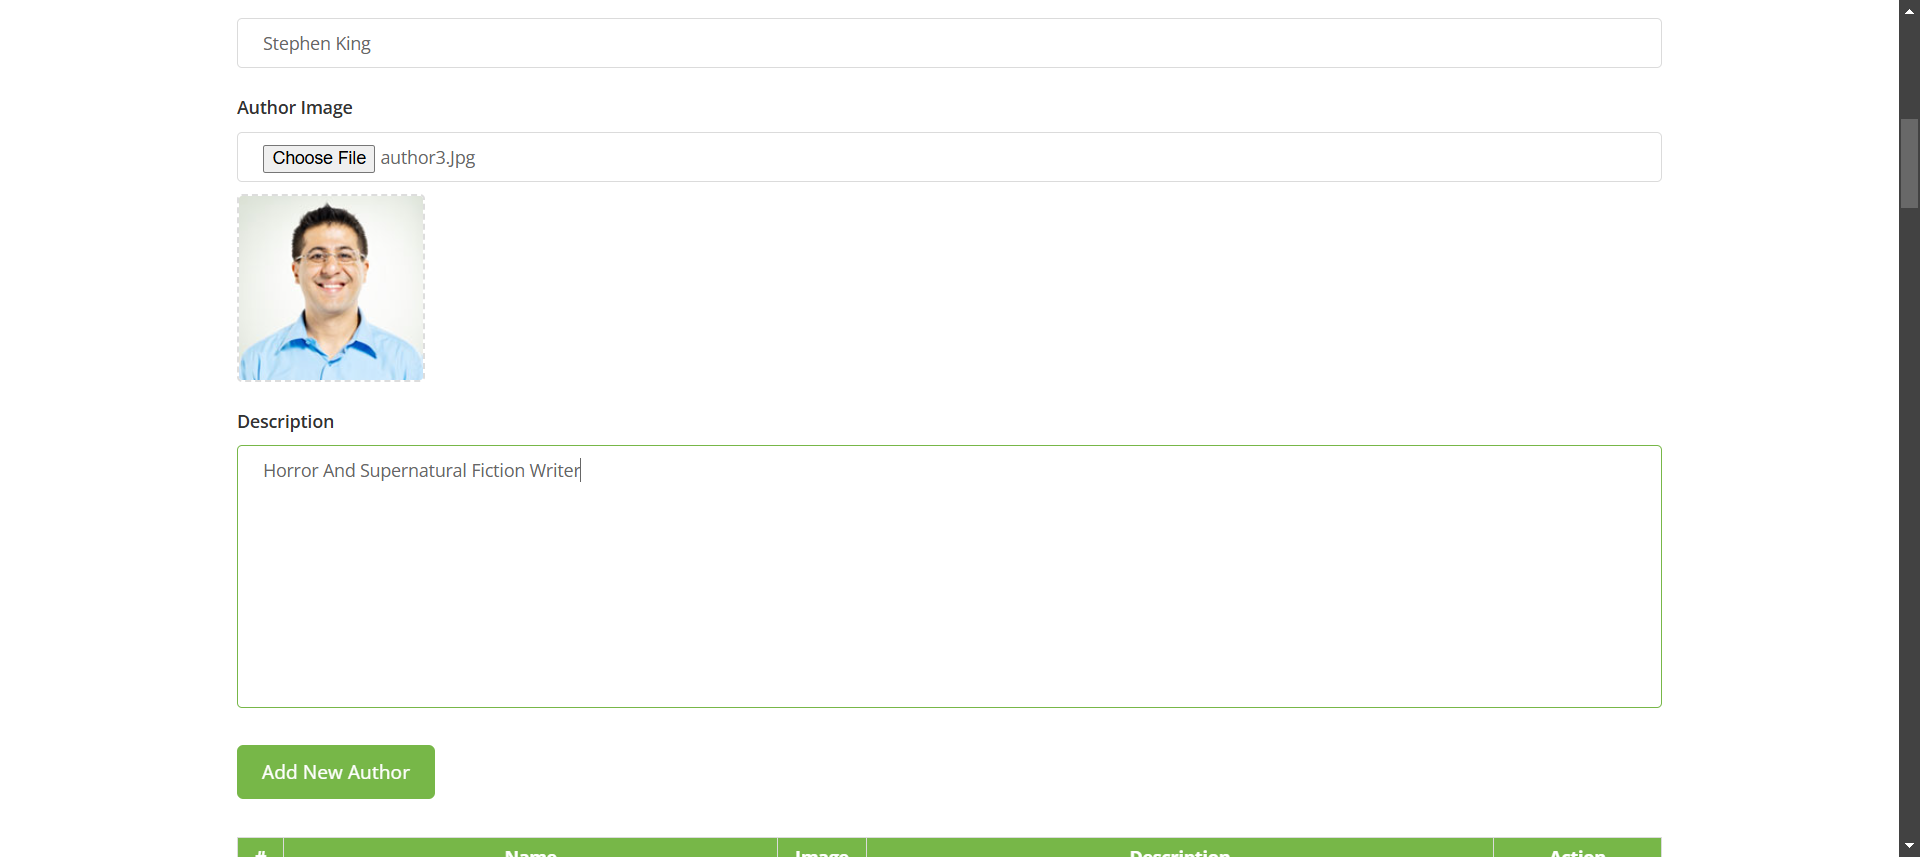 Stephen King
Author Image
Choose File author3.Jpg
Description
Horror And Supernatural Fiction Writer
Add New Author
# Name Image Description Action